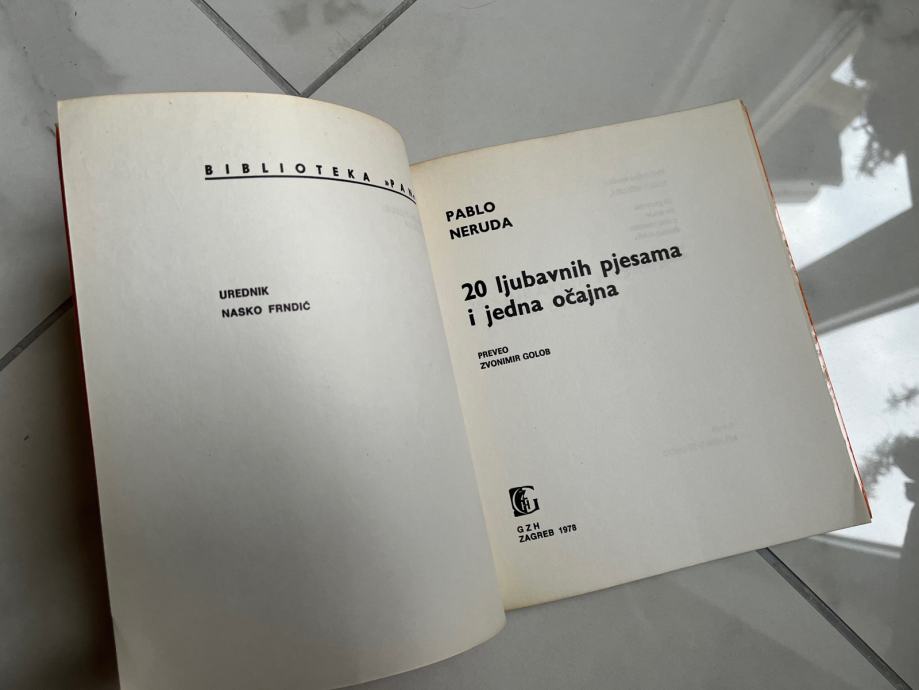 BIBLIOTEKA »PAN«
UREDNIK
NASKO FRNDIĆ
PABLO
NERUDA
20 ljubavnih pjesama
i jedna očajna
PREVEO
ZVONIMIR GOLOB
GZH
ZAGREB 1978